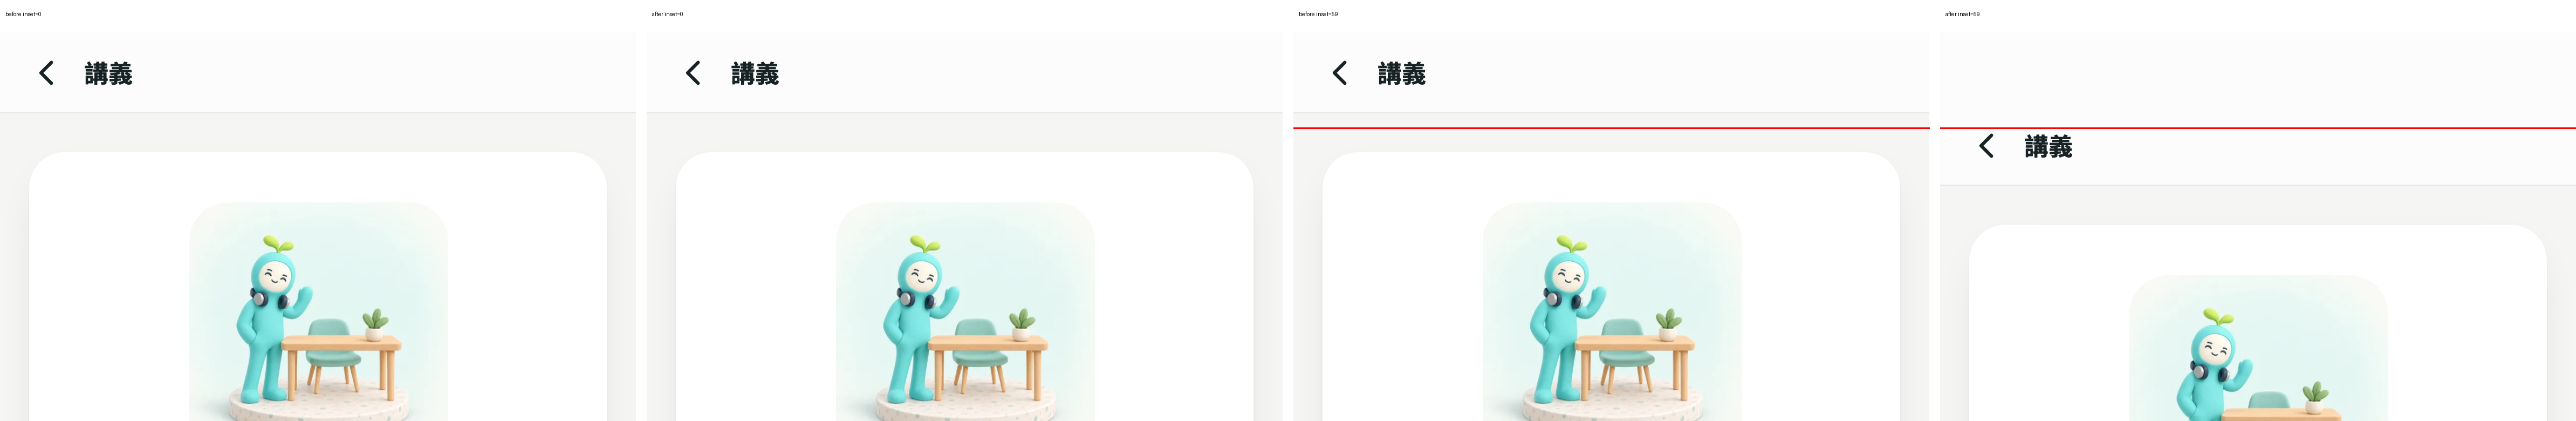 before inset=0
after inset=0
before inset=59
after inset=59
講義
講義
講義
講義